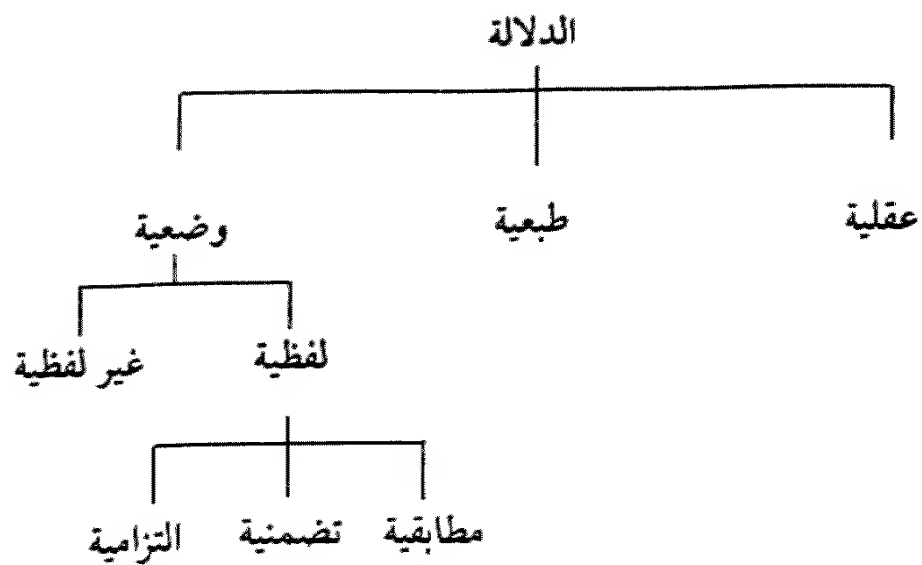 الدلالة
عقلية طبعية وضعية
لفظية غير لفظية
مطابقية تضمنية التزامية